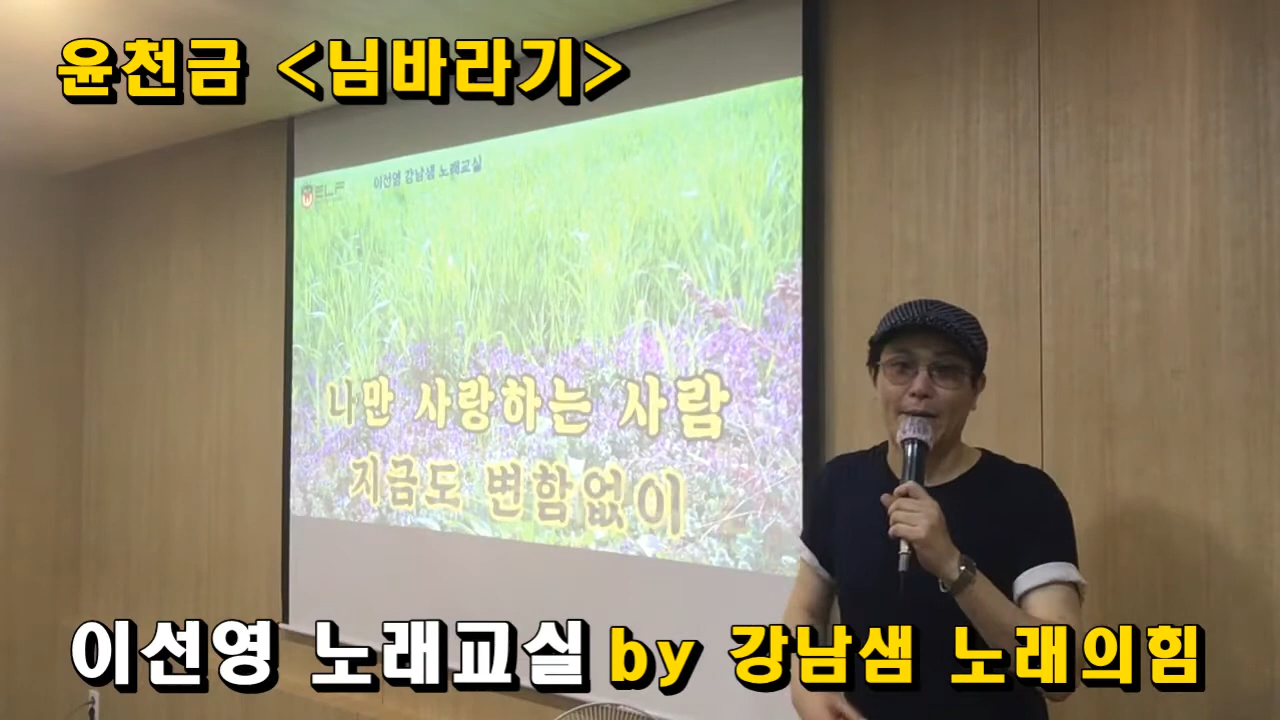 윤천금 <님바라기>
ELF
이선영 강남샘 노래교실
나만 사랑하는 사람
지금도 변함없이
이선영 노래교실 by 강남샘 노래의힘